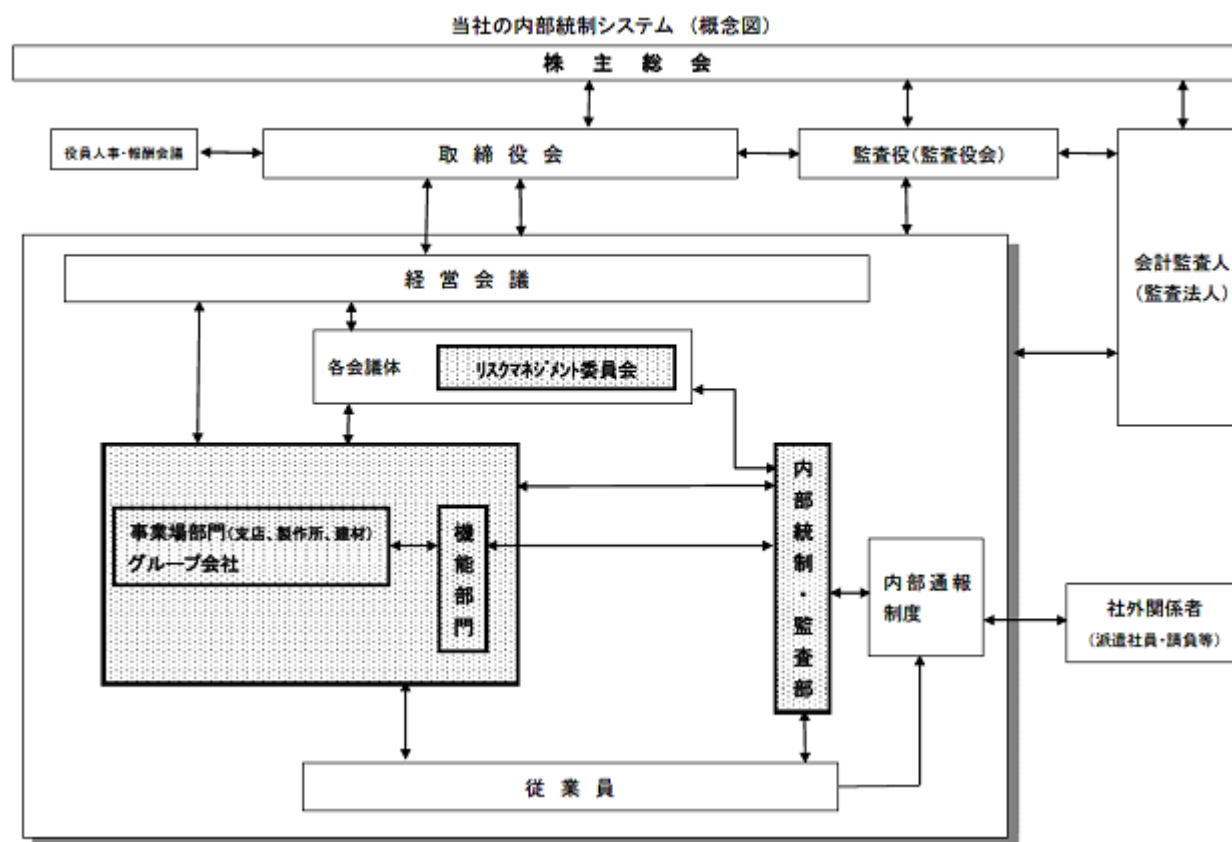 当社の内部統制システム (概念図)
株主総会
役員人事・報酬会議
取締役会
監査役(監査役会)
会計監査人
(監査法人)
経営会議
各会議体
リスクマネジメント委員会
事業場部門(支店、製作所、建材)
グループ会社
機能部門
内部統制・監査部
内部通報
制度
社外関係者
(派遣社員・請負等)
従業員